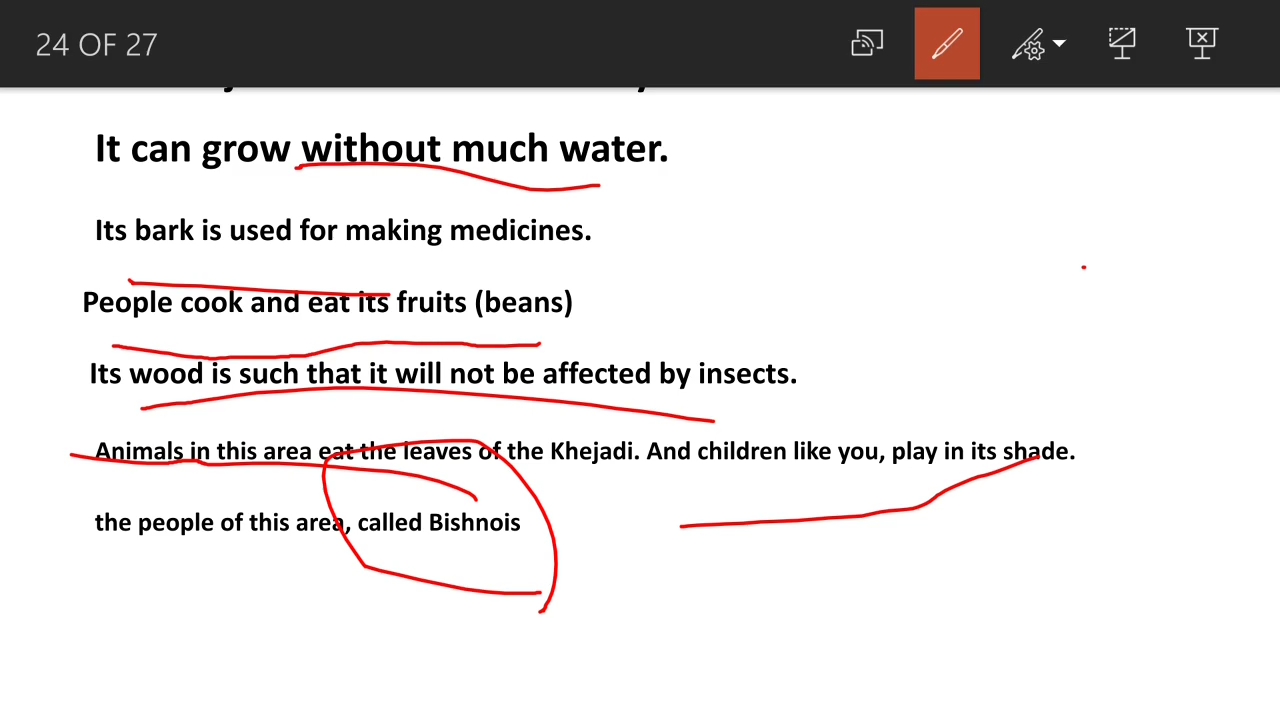 24 OF 27
It can grow without much water.
Its bark is used for making medicines.
People cook and eat its fruits (beans)
Its wood is such that it will not be affected by insects.
Animals in this area eat the leaves of the Khejadi. And children like you, play in its shade.
the people of this area, called Bishnois